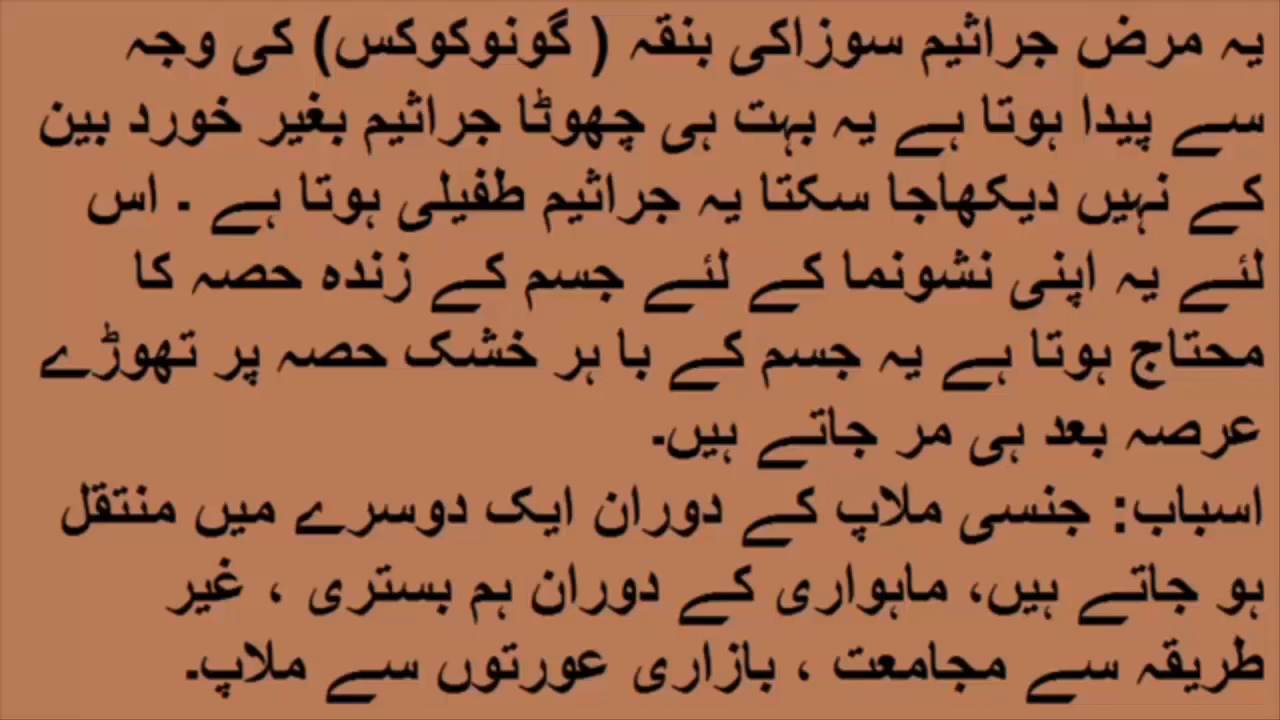 یہ مرض جراثیم سوزاکی بنقہ ( گونوکوکس) کی وجہ
سے پیدا ہوتا ہے یہ بہت ہی چھوٹا جراثیم بغیر خورد بین
کے نہیں دیکھاجا سکتا یہ جراثیم طفیلی ہوتا ہے ۔ اس
لئے یہ اپنی نشونما کے لئے جسم کے زندہ حصہ کا
محتاج ہوتا ہے یہ جسم کے با ہر خشک حصہ پر تھوڑے
عرصہ بعد ہی مر جاتے ہیں۔
اسباب: جنسی ملاپ کے دوران ایک دوسرے میں منتقل
ہو جاتے ہیں، ماہواری کے دوران ہم بستری ، غیر
طریقہ سے مجامعت ، بازاری عورتوں سے ملاپ۔